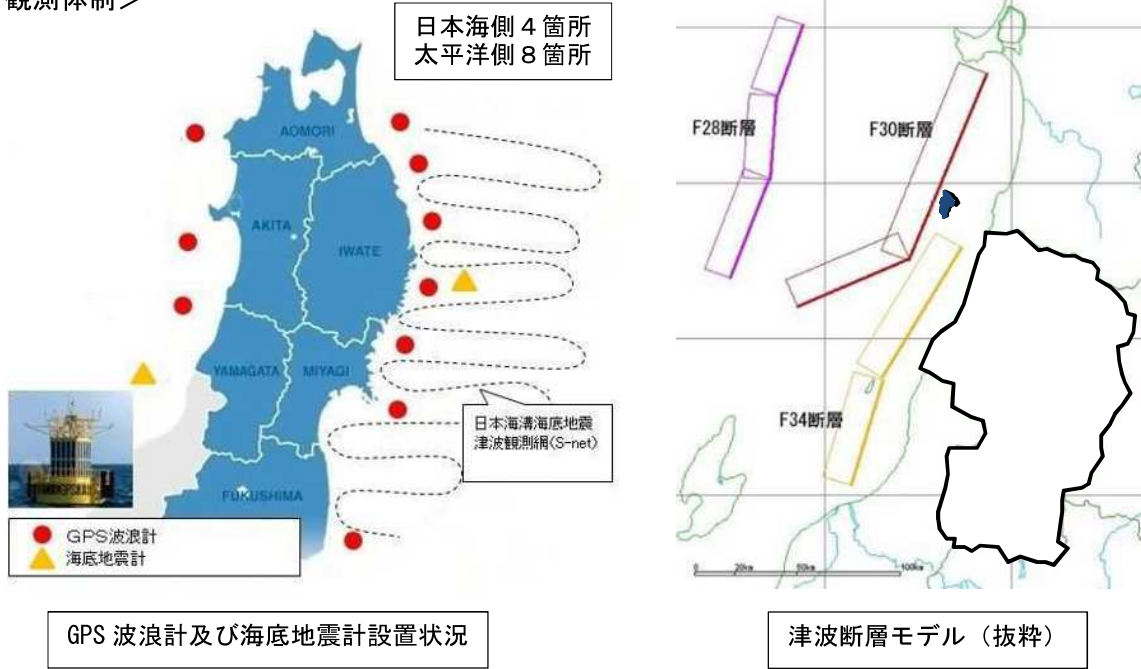 観測体制＞
日本海側４箇所
太平洋側８箇所
AOMORI
AKITA
IWATE
YAMAGATA
MIYAGI
FUKUSHIMA
日本海溝海底地震
津波観測網(S-net)
GPS波浪計
海底地震計
GPS 波浪計及び海底地震計設置状況
F28断層
F30断層
F34断層
0 20km 50km 100km
津波断層モデル（抜粋）